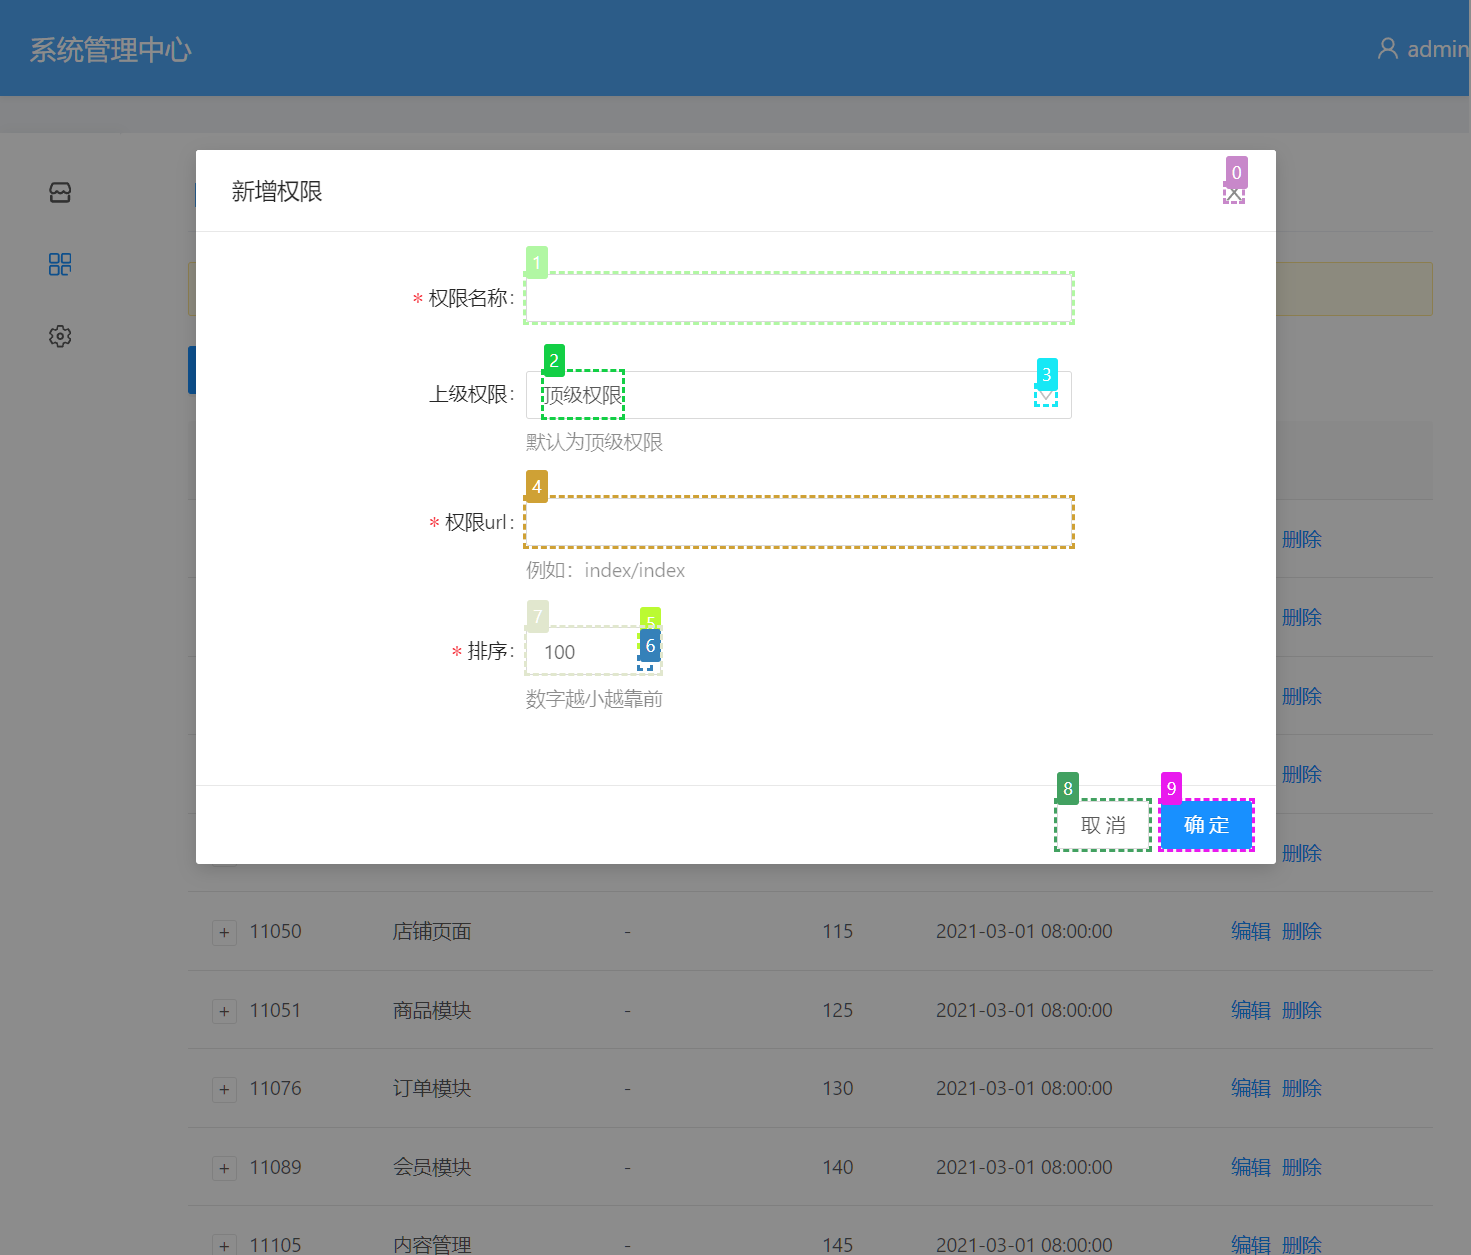 系统管理中心
admin
新增权限
0
1
* 权限名称:
2
3
上级权限:
顶级权限
默认为顶级权限
4
* 权限url:
例如：index/index
7
5
6
* 排序:
100
数字越小越靠前
删除
删除
删除
删除
删除
8
9
取 消
确 定
+ 11050 店铺页面 - 115 2021-03-01 08:00:00 编辑 删除
+ 11051 商品模块 - 125 2021-03-01 08:00:00 编辑 删除
+ 11076 订单模块 - 130 2021-03-01 08:00:00 编辑 删除
+ 11089 会员模块 - 140 2021-03-01 08:00:00 编辑 删除
+ 11105 内容管理 - 145 2021-03-01 08:00:00 编辑 删除